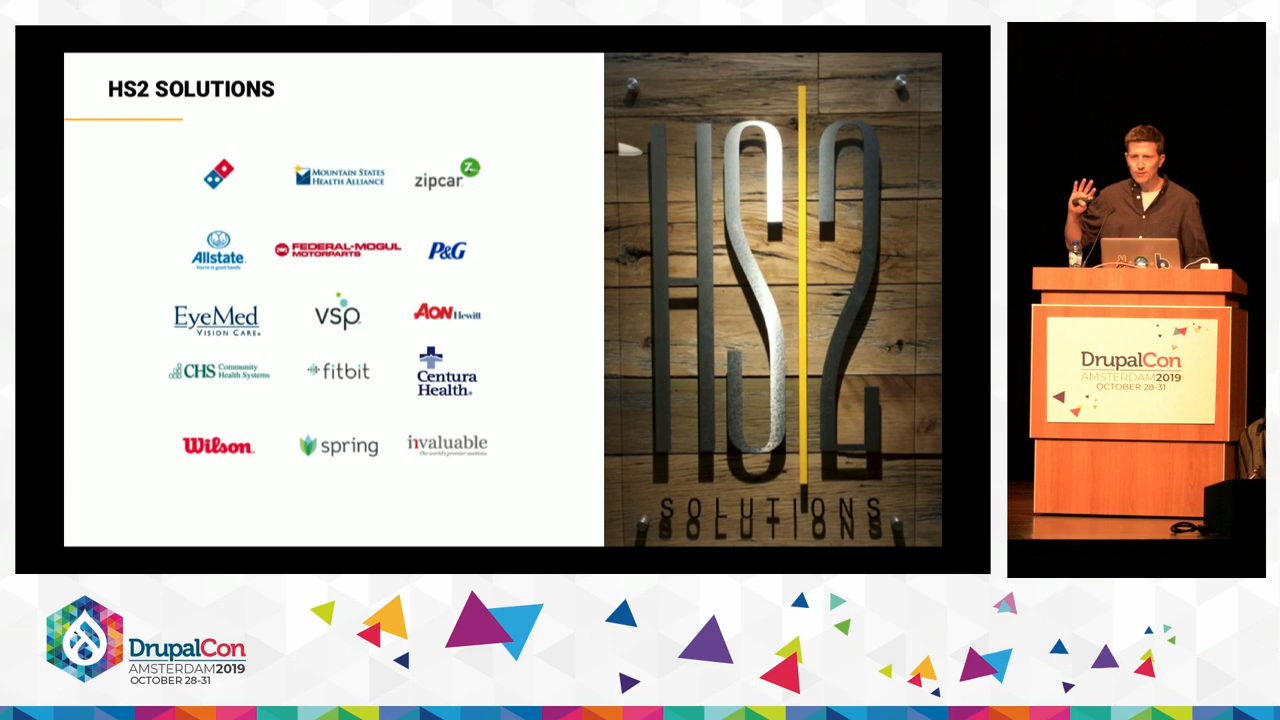 HS2 SOLUTIONS
MOUNTAIN STATES
HEALTH ALLIANCE
zipcar
Allstate
You're in good hands.
FEDERAL-MOGUL
MOTORPARTS
P&G
EyeMed
VISION CARE
vsp
AON Hewitt
CHS Community
Health Systems
fitbit
Centura
Health
Wilson
spring
invaluable
The world's premier auctions
HS2
SOLUTIONS
DrupalCon
AMSTERDAM2019
OCTOBER 28-31
DrupalCon
AMSTERDAM2019
OCTOBER 28-31